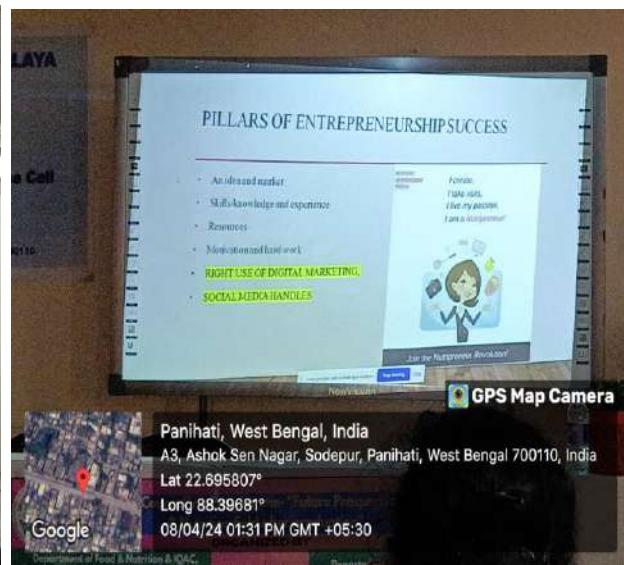 LAYA
Cell
PILLARS OF ENTREPRENEURSHIP SUCCESS
• An idea and market
• Skills knowledge and experience
• Resources
• Motivation and hard work
• RIGHT USE OF DIGITAL MARKETING,
• SOCIAL MEDIA HANDLES
Female,
I take risks,
I live my passion,
I am a Nutripreneur!
Join the Nutripreneur Revolution!
GPS Map Camera
Panihati, West Bengal, India
A3, Ashok Sen Nagar, Sodepur, Panihati, West Bengal 700110, India
Lat 22.695807°
Long 88.39681°
08/04/24 01:31 PM GMT +05:30
Google
Department of Food & Nutrition & IQAC,